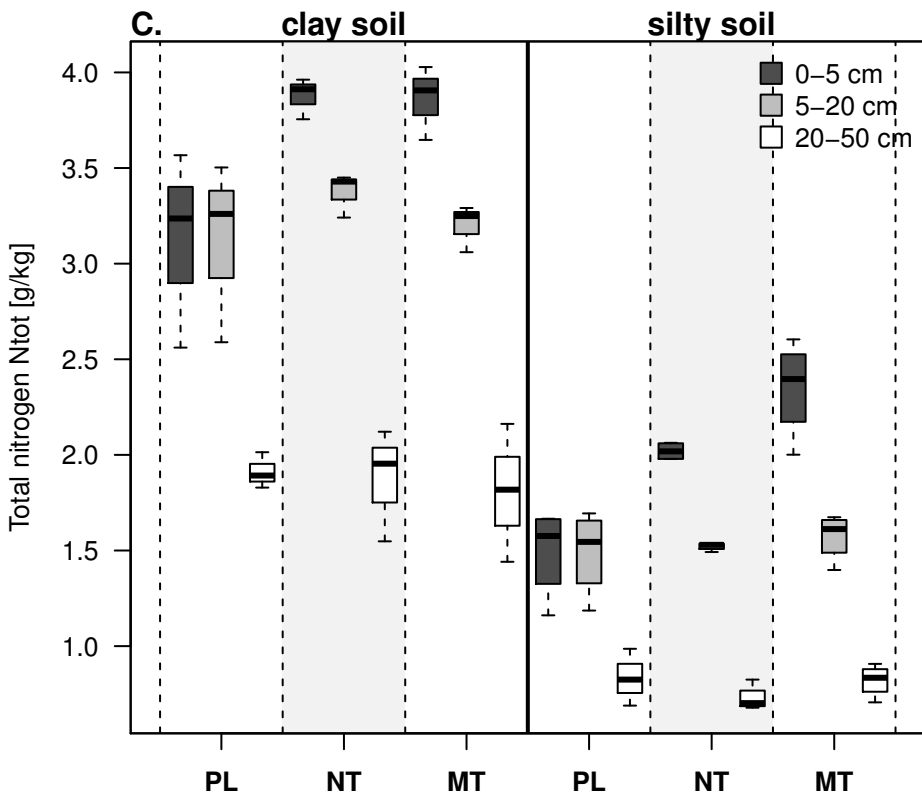 C. clay soil silty soil
0–5 cm
5–20 cm
20–50 cm
Total nitrogen Ntot [g/kg]
4.0
3.5
3.0
2.5
2.0
1.5
1.0
PL NT MT PL NT MT